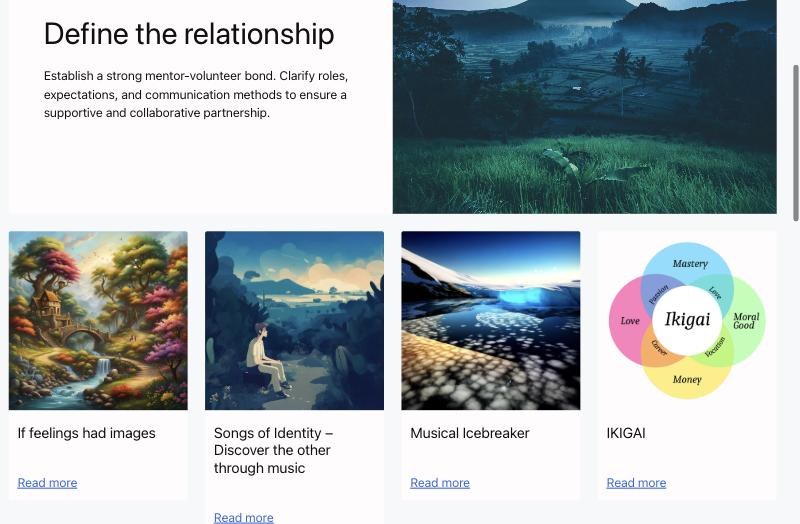 Define the relationship
Establish a strong mentor-volunteer bond. Clarify roles,
expectations, and communication methods to ensure a
supportive and collaborative partnership.
Mastery
Passion
Love
Love
Ikigai
Moral
Good
Career
Vocation
Money
If feelings had images
Read more
Songs of Identity –
Discover the other
through music
Read more
Musical Icebreaker
Read more
IKIGAI
Read more